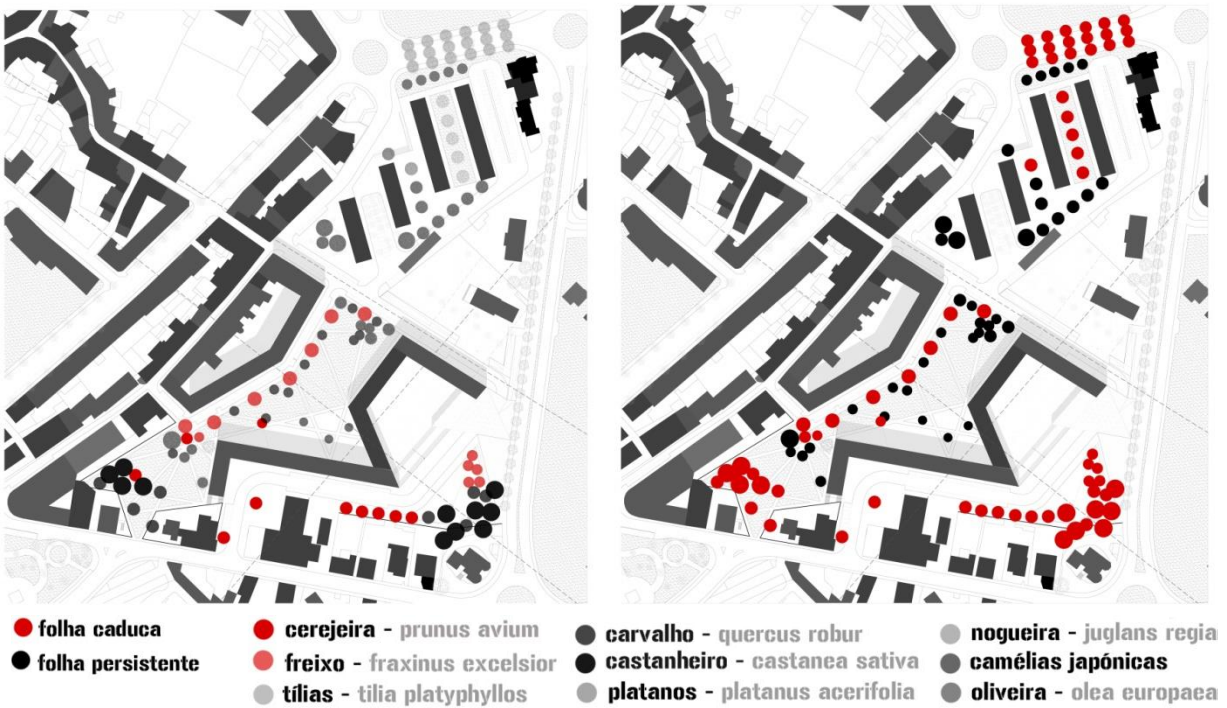 folha caduca
cerejeira - prunus avium
carvalho - quercus robur
nogueira - juglans regia
folha persistente
freixo - fraxinus excelsior
castanheiro - castanea sativa
camélias japónicas
tílias - tilia platyphyllos
platanos - platanus acerifolia
oliveira - olea europaea